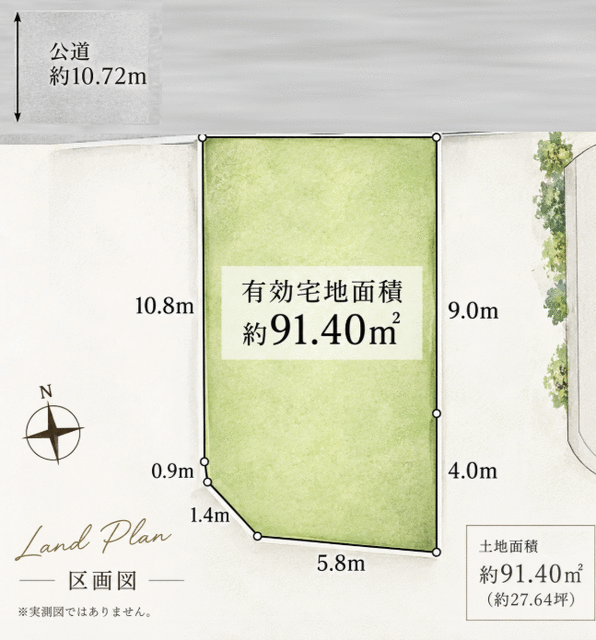 公道
約10.72m
有効宅地面積
約91.40㎡
10.8m
9.0m
N
0.9m
4.0m
1.4m
5.8m
Land Plan
区画図
※実測図ではありません。
土地面積
約91.40㎡
（約27.64坪）